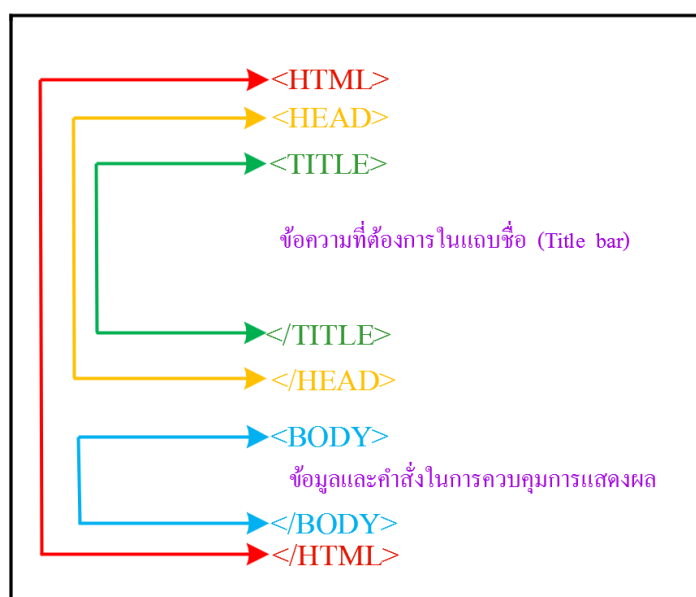 <HTML>
<HEAD>
<TITLE>
ข้อความที่ต้องการในแถบชื่อ (Title bar)
</TITLE>
</HEAD>
<BODY>
ข้อมูลและคำสั่งในการควบคุมการแสดงผล
</BODY>
</HTML>